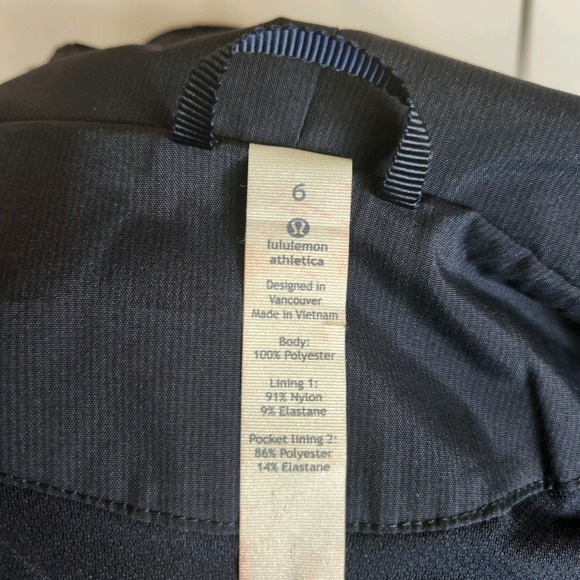 6
lululemon
athletica
Designed in
Vancouver
Made in Vietnam
Body:
100% Polyester
Lining 1:
91% Nylon
9% Elastane
Pocket lining 2:
86% Polyester
14% Elastane